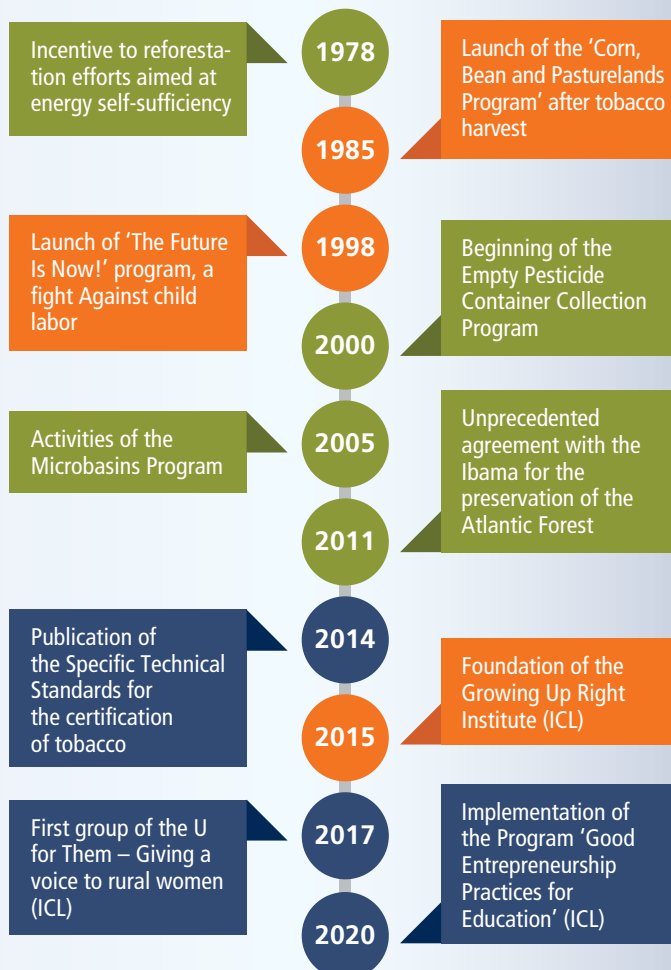 1978
Incentive to reforesta-
tion efforts aimed at
energy self-sufficiency
1985
Launch of the ‘Corn,
Bean and Pasturelands
Program’ after tobacco
harvest
1998
Launch of ‘The Future
Is Now!’ program, a
fight Against child
labor
2000
Beginning of the
Empty Pesticide
Container Collection
Program
2005
Activities of the
Microbasins Program
2011
Unprecedented
agreement with the
Ibama for the
preservation of the
Atlantic Forest
2014
Publication of
the Specific Technical
Standards for
the certification
of tobacco
2015
Foundation of the
Growing Up Right
Institute (ICL)
2017
First group of the U
for Them – Giving a
voice to rural women
(ICL)
2020
Implementation of
the Program ‘Good
Entrepreneurship
Practices for
Education’ (ICL)